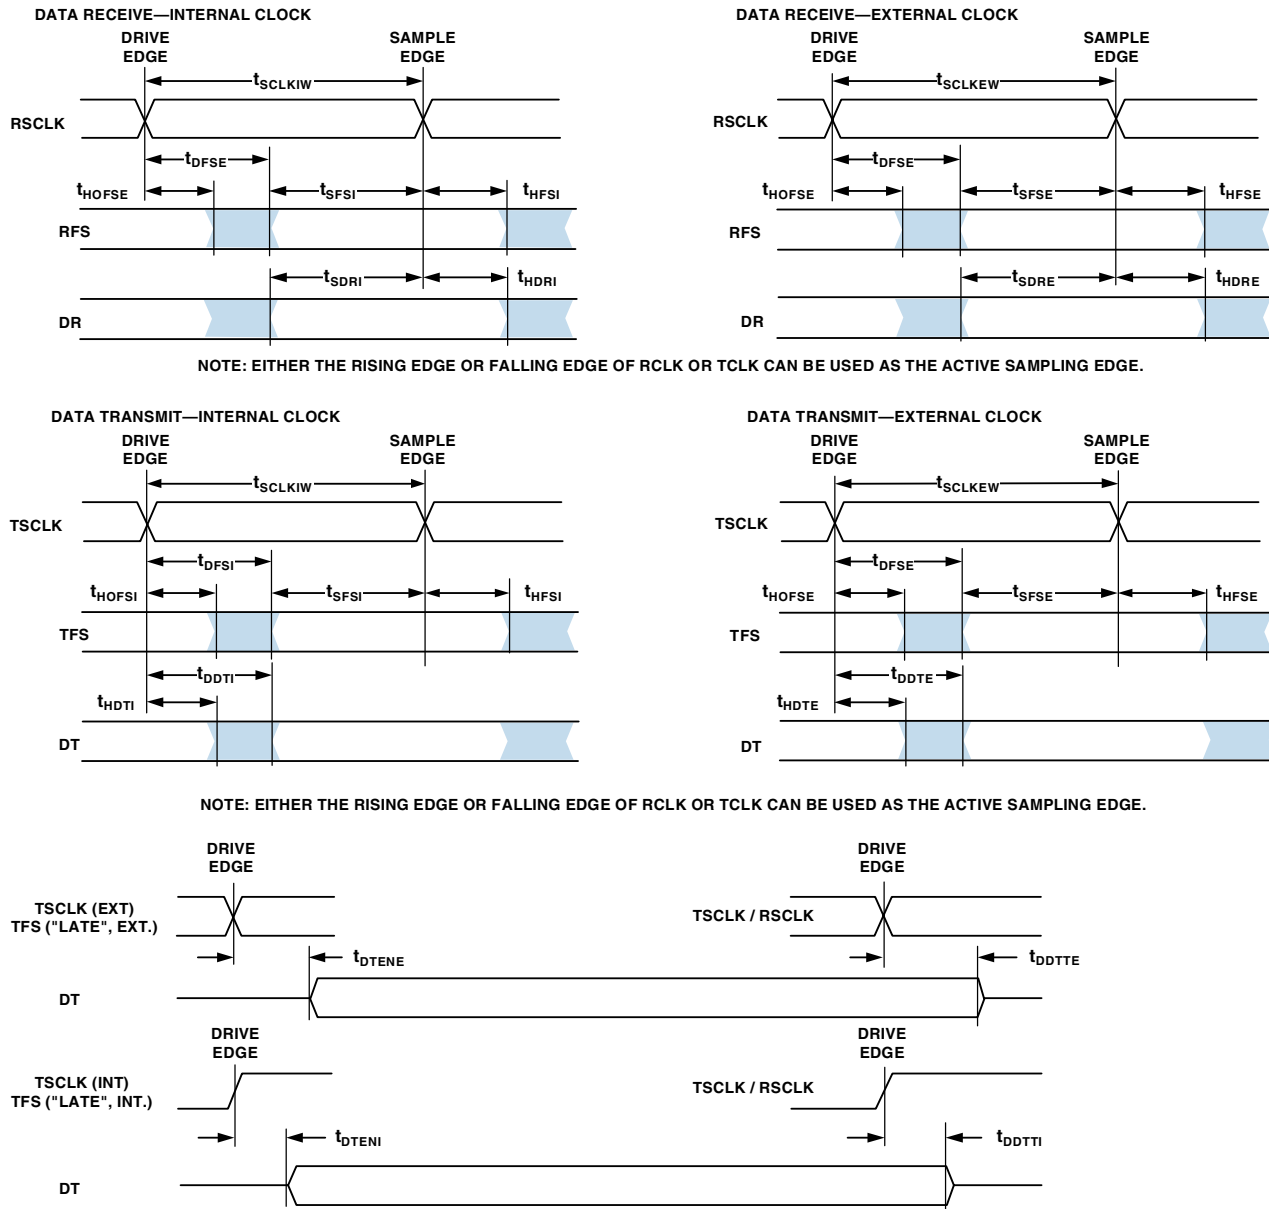 DATA RECEIVE—INTERNAL CLOCK
DRIVE
EDGE
SAMPLE
EDGE
tSCLKIW
RSCLK
tDFSE
tHOFSE
tSFSI
tHFSI
RFS
tSDRI
tHDRI
DR
DATA RECEIVE—EXTERNAL CLOCK
DRIVE
EDGE
SAMPLE
EDGE
tSCLKEW
RSCLK
tDFSE
tHOFSE
tSFSE
tHFSE
RFS
tSDRE
tHDRE
DR
NOTE: EITHER THE RISING EDGE OR FALLING EDGE OF RCLK OR TCLK CAN BE USED AS THE ACTIVE SAMPLING EDGE.
DATA TRANSMIT—INTERNAL CLOCK
DRIVE
EDGE
SAMPLE
EDGE
tSCLKIW
TSCLK
tDFSI
tHOFSI
tSFSI
tHFSI
TFS
tDDTI
tHDTI
DT
DATA TRANSMIT—EXTERNAL CLOCK
DRIVE
EDGE
SAMPLE
EDGE
tSCLKEW
TSCLK
tDFSE
tHOFSE
tSFSE
tHFSE
TFS
tDDTE
tHDTE
DT
NOTE: EITHER THE RISING EDGE OR FALLING EDGE OF RCLK OR TCLK CAN BE USED AS THE ACTIVE SAMPLING EDGE.
DRIVE
EDGE
DRIVE
EDGE
TSCLK (EXT)
TFS ("LATE", EXT.)
TSCLK / RSCLK
tDTENE
tDDTTE
DT
DRIVE
EDGE
DRIVE
EDGE
TSCLK (INT)
TFS ("LATE", INT.)
TSCLK / RSCLK
tDTENI
tDDTTI
DT